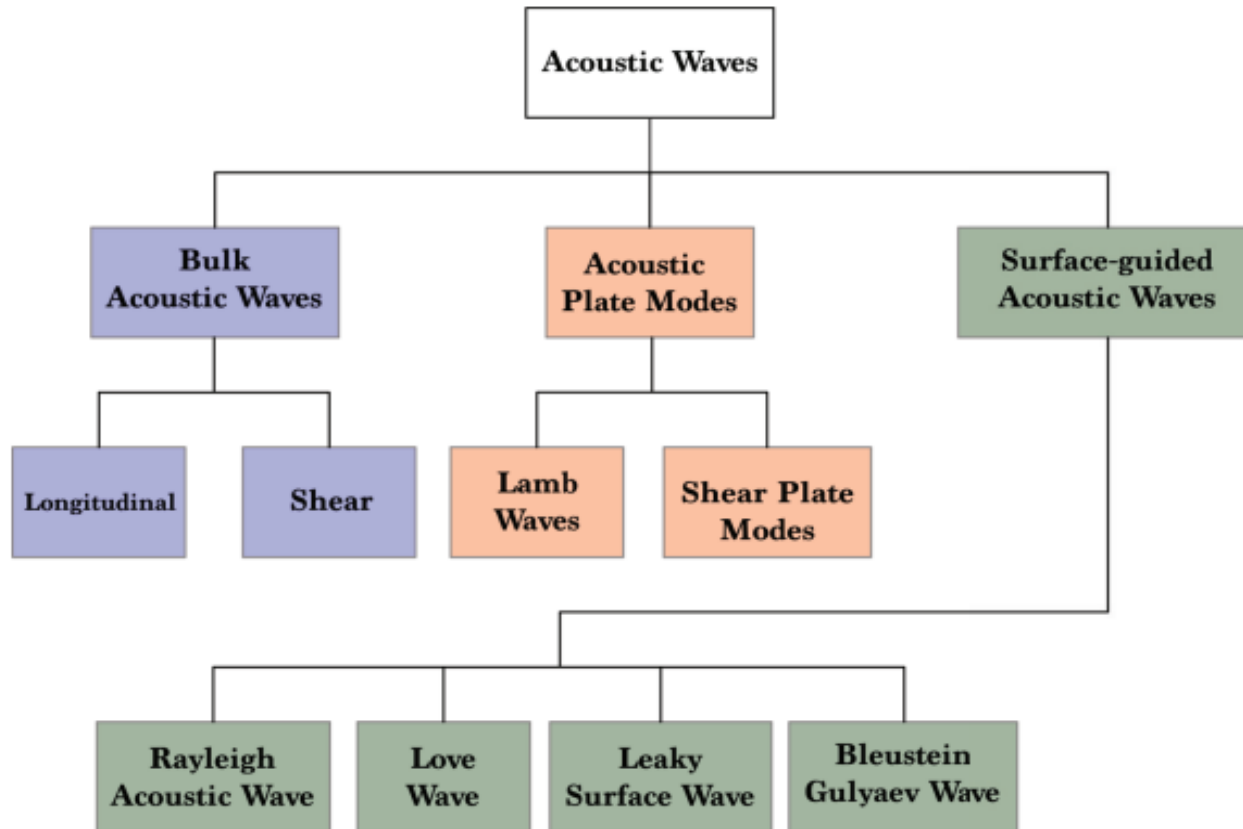 Acoustic Waves
Bulk
Acoustic Waves
Acoustic
Plate Modes
Surface-guided
Acoustic Waves
Longitudinal
Shear
Lamb
Waves
Shear Plate
Modes
Rayleigh
Acoustic Wave
Love
Wave
Leaky
Surface Wave
Bleustein
Gulyaev Wave